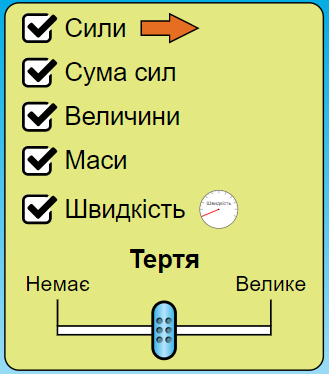 Сили
Сума сил
Величини
Маси
Швидкість
Швидкість
Тертя
Немає Велике